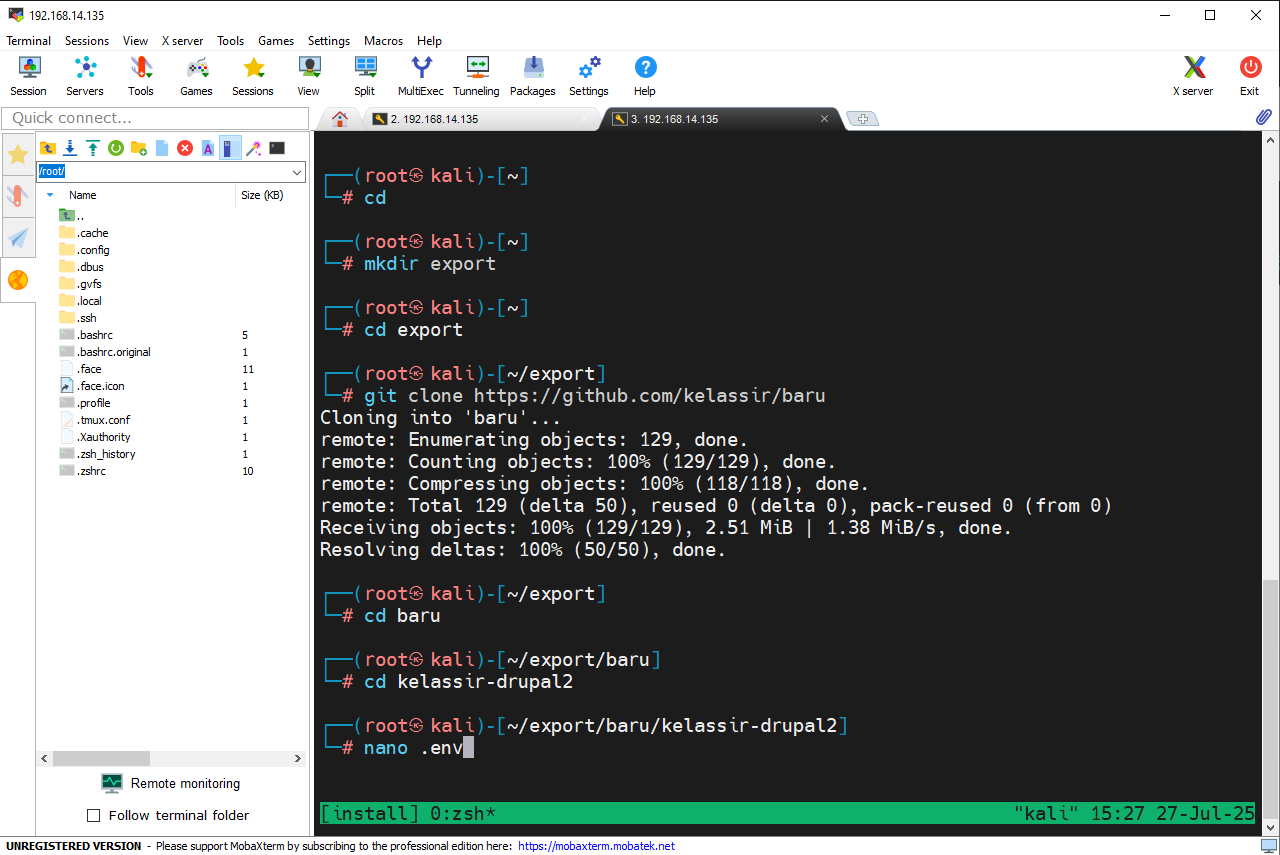 192.168.14.135
Terminal Sessions View X server Tools Games Settings Macros Help
Session Servers Tools Games Sessions View Split MultiExec Tunneling Packages Settings Help X server Exit
Quick connect...
2. 192.168.14.135
3. 192.168.14.135
/root/
Name Size (KB)
..
.cache
.config
.dbus
.gvfs
.local
.ssh
.bashrc 5
.bashrc.original 1
.face 11
.face.icon 1
.profile 1
.tmux.conf 1
.Xauthority 1
.zsh_history 1
.zshrc 10
Remote monitoring
Follow terminal folder
┌──(root㉿kali)-[~]
└─# cd
┌──(root㉿kali)-[~]
└─# mkdir export
┌──(root㉿kali)-[~]
└─# cd export
┌──(root㉿kali)-[~/export]
└─# git clone https://github.com/kelassir/baru
Cloning into 'baru'...
remote: Enumerating objects: 129, done.
remote: Counting objects: 100% (129/129), done.
remote: Compressing objects: 100% (118/118), done.
remote: Total 129 (delta 50), reused 0 (delta 0), pack-reused 0 (from 0)
Receiving objects: 100% (129/129), 2.51 MiB | 1.38 MiB/s, done.
Resolving deltas: 100% (50/50), done.
┌──(root㉿kali)-[~/export]
└─# cd baru
┌──(root㉿kali)-[~/export/baru]
└─# cd kelassir-drupal2
┌──(root㉿kali)-[~/export/baru/kelassir-drupal2]
└─# nano .env
[install] 0:zsh* "kali" 15:27 27-Jul-25
UNREGISTERED VERSION - Please support MobaXterm by subscribing to the professional edition here: https://mobaxterm.mobatek.net